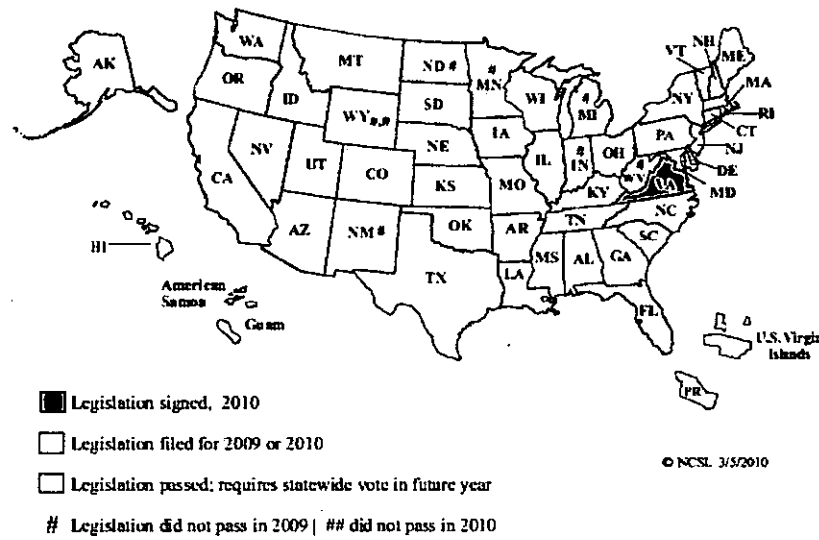 WA
AK
MT
ND #
# MN
OR
ID
SD
WI
# MI
VT
NH
ME
MA
NY
WY #,#
IA
RI
CT
PA
NJ
NE
NV
UT
IL
# IN
OH
DE
MD
CA
CO
KS
MO
KY
# WV
VA
NC
HI
AZ
NM #
OK
AR
TN
SC
TX
LA
MS
AL
GA
FL
American
Samoa
Guam
U.S. Virgin
Islands
PR
Legislation signed, 2010
Legislation filed for 2009 or 2010
© NCSL 3/5/2010
Legislation passed; requires statewide vote in future year
# Legislation did not pass in 2009 | ## did not pass in 2010